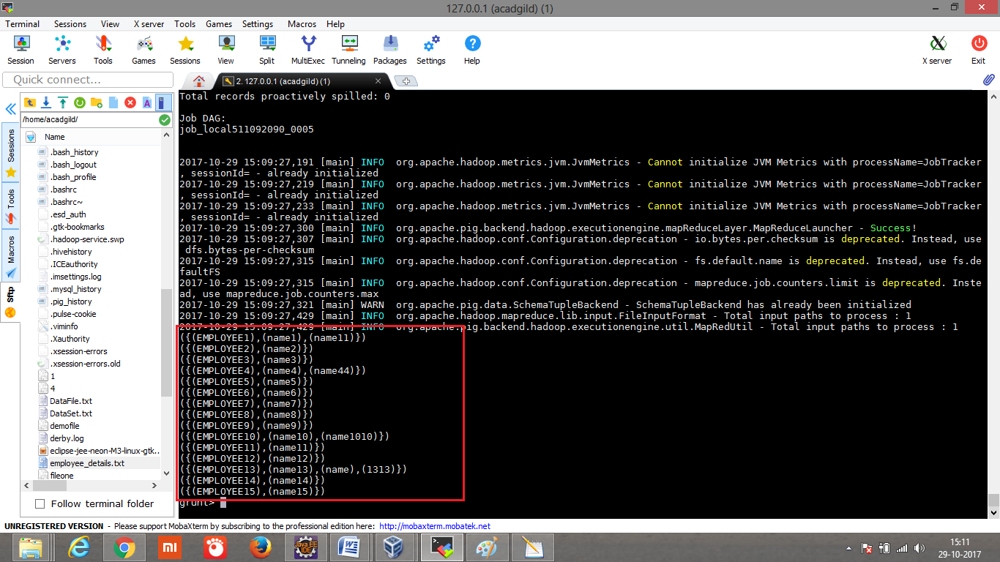 127.0.0.1 (acadgild) (1)
Terminal Sessions View X server Tools Games Settings Macros Help
Session Servers Tools Games Sessions View Split MultiExec Tunneling Packages Settings Help X server Exit
Quick connect...
2. 127.0.0.1 (acadgild) (1)
/home/acadgild/
Name
Sessions
Tools
Macros
Sftp
.bash_history
.bash_logout
.bash_profile
.bashrc
.bashrc~
.esd_auth
.gtk-bookmarks
.hadoop-service.swp
.hivehistory
.ICEauthority
.imsettings.log
.mysql_history
.pig_history
.pulse-cookie
.viminfo
.Xauthority
.xsession-errors
.xsession-errors.old
1
4
DataFile.txt
DataSet.txt
demofile
derby.log
eclipse-jee-neon-M3-linux-gtk..
employee_details.txt
fileone
Follow terminal folder
Total records proactively spilled: 0
Job DAG:
job_local511092090_0005
2017-10-29 15:09:27,191 [main] INFO  org.apache.hadoop.metrics.jvm.JvmMetrics - Cannot initialize JVM Metrics with processName=JobTracker
, sessionId= - already initialized
2017-10-29 15:09:27,219 [main] INFO  org.apache.hadoop.metrics.jvm.JvmMetrics - Cannot initialize JVM Metrics with processName=JobTracker
, sessionId= - already initialized
2017-10-29 15:09:27,233 [main] INFO  org.apache.hadoop.metrics.jvm.JvmMetrics - Cannot initialize JVM Metrics with processName=JobTracker
, sessionId= - already initialized
2017-10-29 15:09:27,300 [main] INFO  org.apache.pig.backend.hadoop.executionengine.mapReduceLayer.MapReduceLauncher - Success!
2017-10-29 15:09:27,307 [main] INFO  org.apache.hadoop.conf.Configuration.deprecation - io.bytes.per.checksum is deprecated. Instead, use
dfs.bytes-per-checksum
2017-10-29 15:09:27,315 [main] INFO  org.apache.hadoop.conf.Configuration.deprecation - fs.default.name is deprecated. Instead, use fs.de
faultFS
2017-10-29 15:09:27,315 [main] INFO  org.apache.hadoop.conf.Configuration.deprecation - mapreduce.job.counters.limit is deprecated. Inste
ad, use mapreduce.job.counters.max
2017-10-29 15:09:27,321 [main] WARN  org.apache.pig.data.SchemaTupleBackend - SchemaTupleBackend has already been initialized
2017-10-29 15:09:27,429 [main] INFO  org.apache.hadoop.mapreduce.lib.input.FileInputFormat - Total input paths to process : 1
2017-10-29 15:09:27,429 [main] INFO  org.apache.pig.backend.hadoop.executionengine.util.MapRedUtil - Total input paths to process : 1
({(EMPLOYEE1),(name1),(name11)})
({(EMPLOYEE2),(name2)})
({(EMPLOYEE3),(name3)})
({(EMPLOYEE4),(name4),(name44)})
({(EMPLOYEE5),(name5)})
({(EMPLOYEE6),(name6)})
({(EMPLOYEE7),(name7)})
({(EMPLOYEE8),(name8)})
({(EMPLOYEE9),(name9)})
({(EMPLOYEE10),(name10),(name1010)})
({(EMPLOYEE11),(name11)})
({(EMPLOYEE12),(name12)})
({(EMPLOYEE13),(name13),(name),(1313)})
({(EMPLOYEE14),(name14)})
({(EMPLOYEE15),(name15)})
grunt>
UNREGISTERED VERSION - Please support MobaXterm by subscribing to the professional edition here: http://mobaxterm.mobatek.net
mi
Java EE
IDE
15:11
29-10-2017